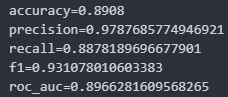 accuracy=0.8908
precision=0.9787685774946921
recall=0.8878189696677901
f1=0.931078010603383
roc_auc=0.8966281609568265